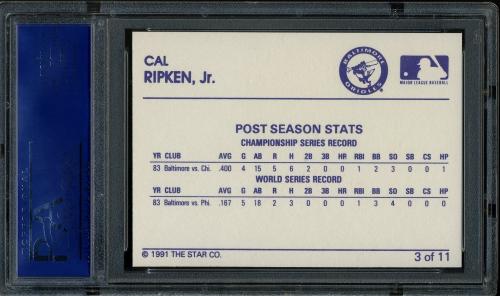 CAL
RIPKEN, Jr.
BALTIMORE
ORIOLES
MAJOR LEAGUE BASEBALL
POST SEASON STATS
CHAMPIONSHIP SERIES RECORD
YR CLUB AVG G AB R H 2B 3B HR RBI BB SO SB CS HP
83 Baltimore vs. Chi. .400 4 15 5 6 2 0 0 1 2 3 0 0 1
WORLD SERIES RECORD
YR CLUB AVG G AB R H 2B 3B HR RBI BB SO SB CS HP
83 Baltimore vs. Phi. .167 5 18 2 3 0 0 0 1 3 4 0 0 0
© 1991 THE STAR CO.
3 of 11
PSA